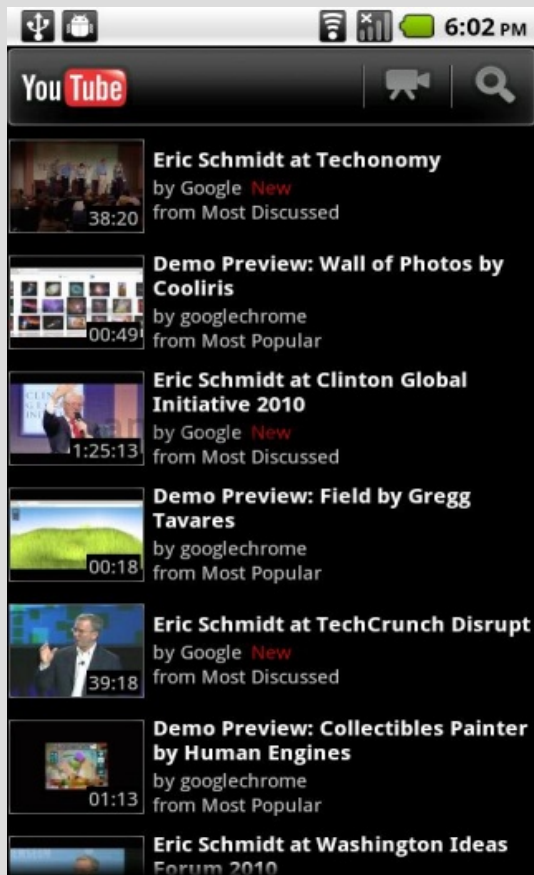 6:02 PM
YouTube
38:20
Eric Schmidt at Techonomy
by Google New
from Most Discussed
00:49
Demo Preview: Wall of Photos by
Cooliris
by googlechrome
from Most Popular
1:25:13
Eric Schmidt at Clinton Global
Initiative 2010
by Google New
from Most Discussed
00:18
Demo Preview: Field by Gregg
Tavares
by googlechrome
from Most Popular
39:18
Eric Schmidt at TechCrunch Disrupt
by Google New
from Most Discussed
01:13
Demo Preview: Collectibles Painter
by Human Engines
by googlechrome
from Most Popular
Eric Schmidt at Washington Ideas
Forum 2010